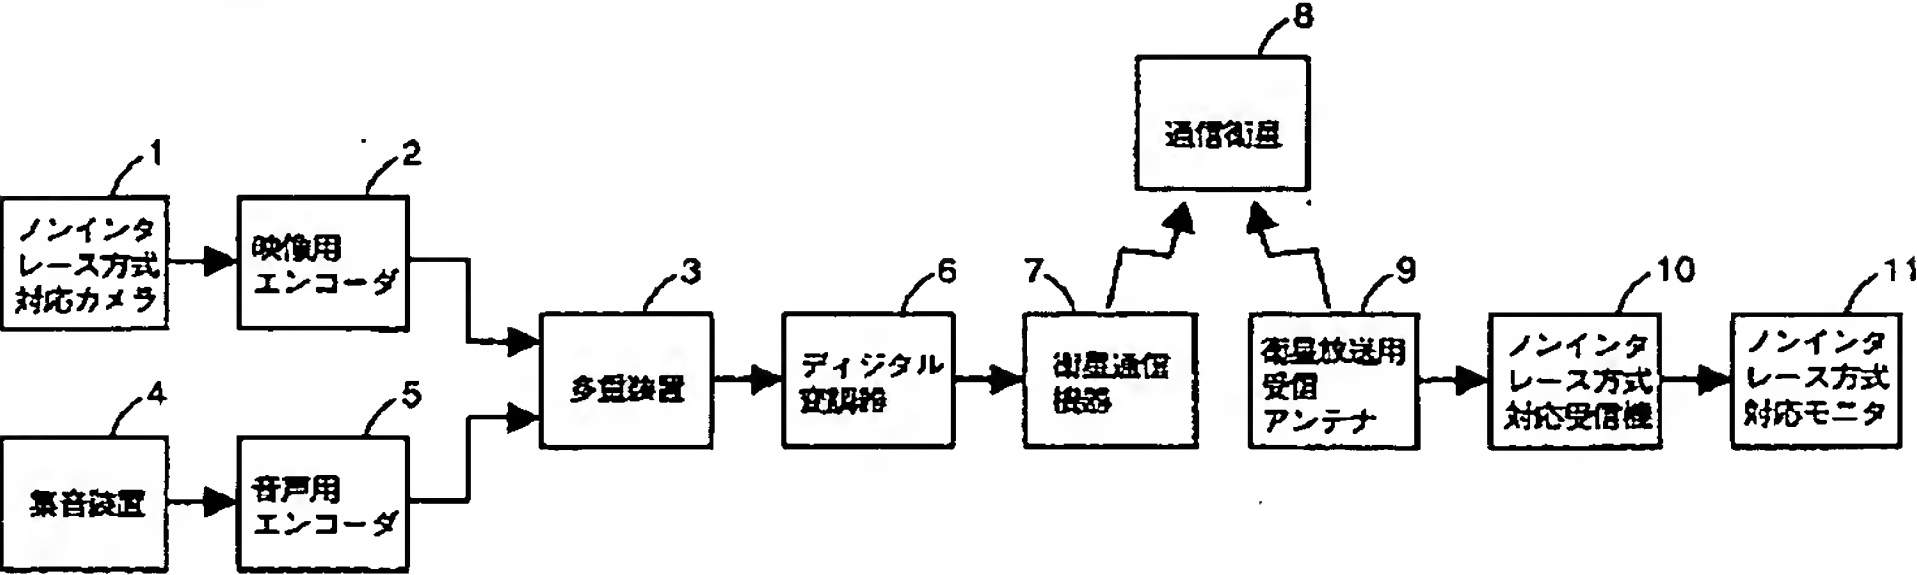 8
通信衛星
1
2
ノンインタ
レース方式
対応カメラ
映像用
エンコーダ
3
6
7
9
10
11
多重装置
ディジタル
変調器
衛星通信
機器
衛星放送用
受信
アンテナ
ノンインタ
レース方式
対応受信機
ノンインタ
レース方式
対応モニタ
4
5
集音装置
音声用
エンコーダ